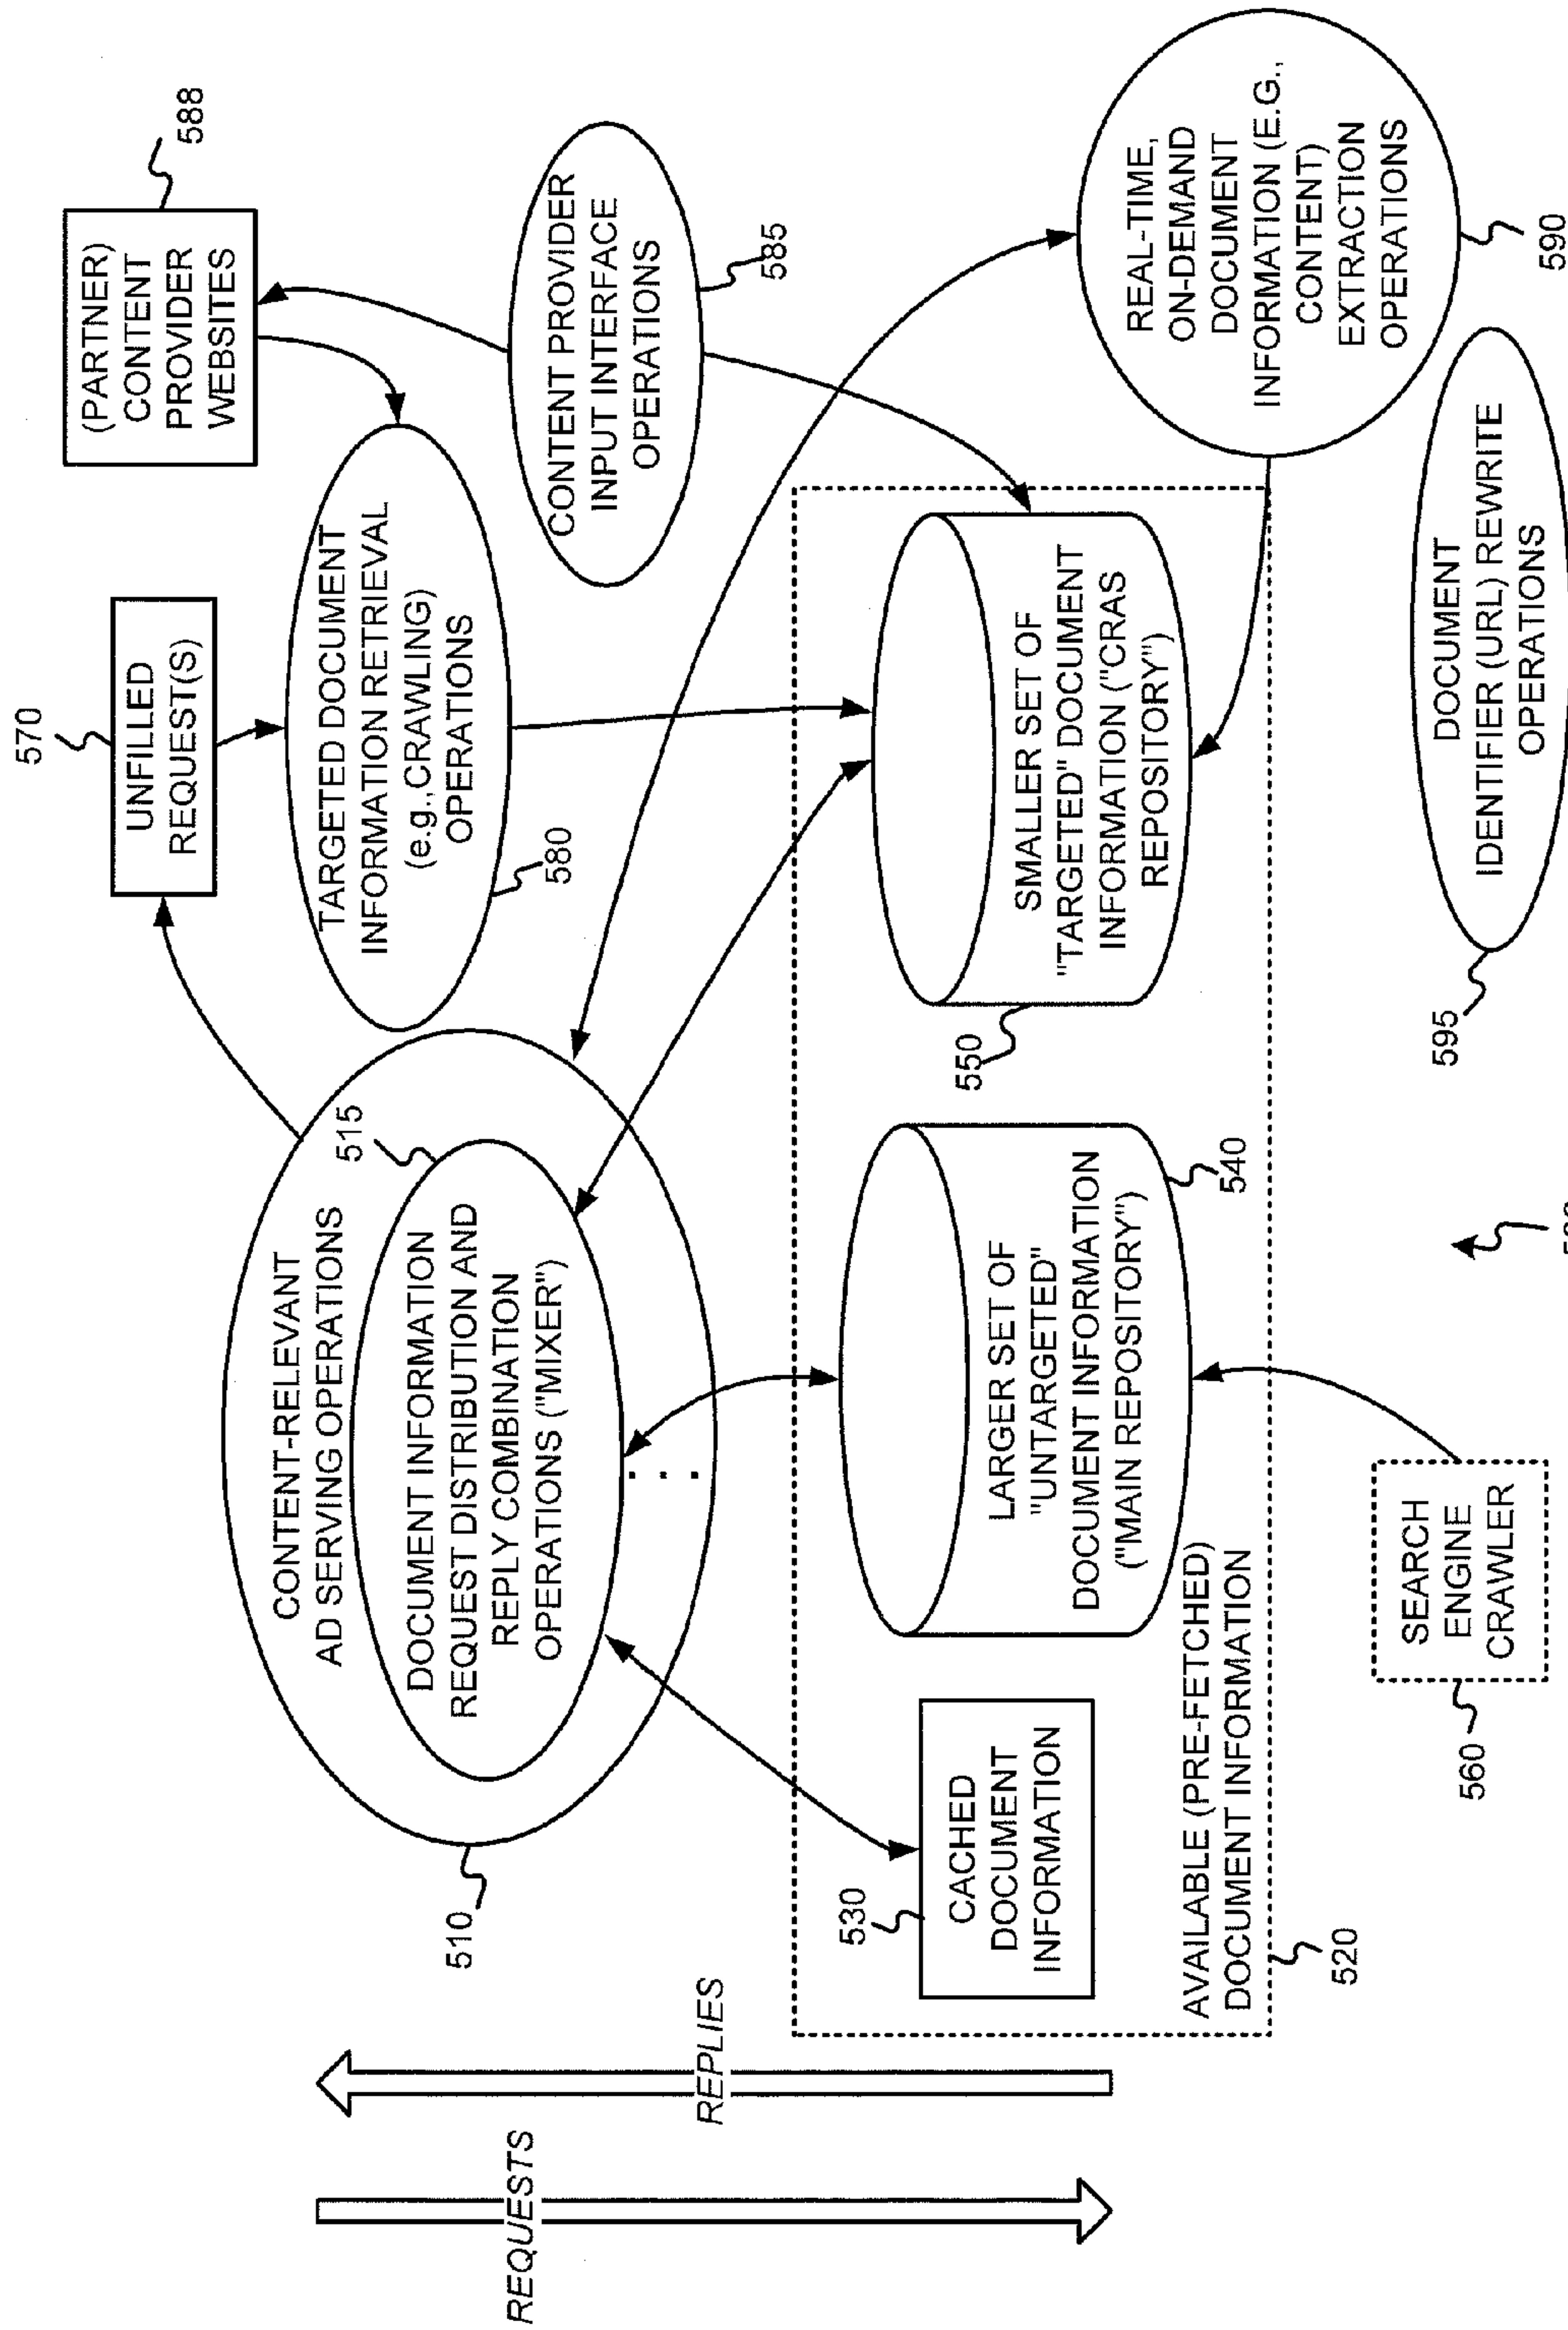 570
UNFILLED
REQUEST(S)
588
(PARTNER)
CONTENT
PROVIDER
WEBSITES
510
CONTENT-RELEVANT
AD SERVING OPERATIONS
515
DOCUMENT INFORMATION
REQUEST DISTRIBUTION AND
REPLY COMBINATION
OPERATIONS ("MIXER")
. . .
TARGETED DOCUMENT
INFORMATION RETRIEVAL
(e.g.,CRAWLING)
OPERATIONS
580
CONTENT PROVIDER
INPUT INTERFACE
OPERATIONS
585
REQUESTS
REPLIES
530
CACHED
DOCUMENT
INFORMATION
LARGER SET OF
"UNTARGETED"
DOCUMENT INFORMATION
("MAIN REPOSITORY")
540
550
SMALLER SET OF
"TARGETED" DOCUMENT
INFORMATION ("CRAS
REPOSITORY")
AVAILABLE (PRE-FETCHED)
DOCUMENT INFORMATION
520
REAL-TIME,
ON-DEMAND
DOCUMENT
INFORMATION (E.G.,
CONTENT)
EXTRACTION
OPERATIONS
590
560
SEARCH
ENGINE
CRAWLER
595
DOCUMENT
IDENTIFIER (URL) REWRITE
OPERATIONS